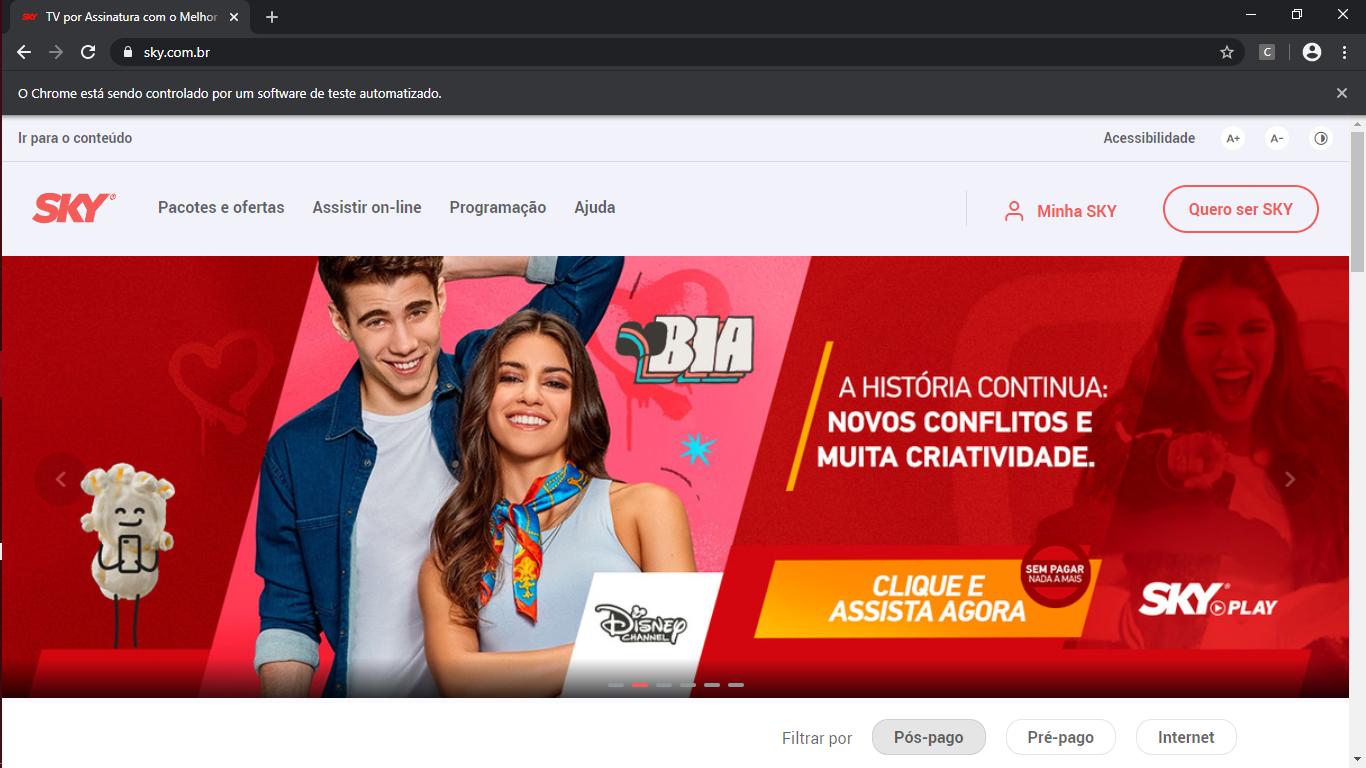 SKY TV por Assinatura com o Melhor
sky.com.br
C
O Chrome está sendo controlado por um software de teste automatizado.
Ir para o conteúdo
Acessibilidade A+ A-
SKY
Pacotes e ofertas Assistir on-line Programação Ajuda
Minha SKY
Quero ser SKY
BIA
A HISTÓRIA CONTINUA:
NOVOS CONFLITOS E
MUITA CRIATIVIDADE.
SEM PAGAR
NADA A MAIS
CLIQUE E
ASSISTA AGORA
SKY PLAY
DISNEY
CHANNEL
Filtrar por Pós-pago Pré-pago Internet